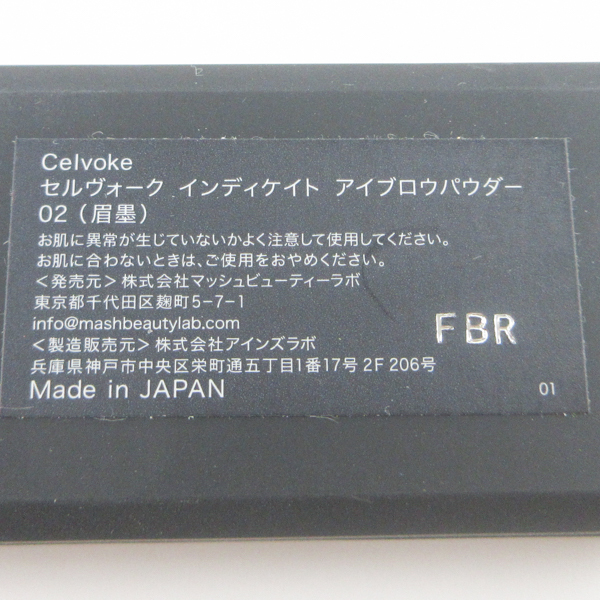 Celvoke
セルヴォーク インディケイト アイブロウパウダー
02（眉墨）
お肌に異常が生じていないかよく注意して使用してください。
お肌に合わないときは、ご使用をおやめください。
＜発売元＞株式会社マッシュビューティーラボ
東京都千代田区麹町5-7-1
info@mashbeautylab.com
＜製造販売元＞株式会社アインズラボ
兵庫県神戸市中央区栄町通五丁目1番17号 2F 206号
Made in JAPAN
FBR
01